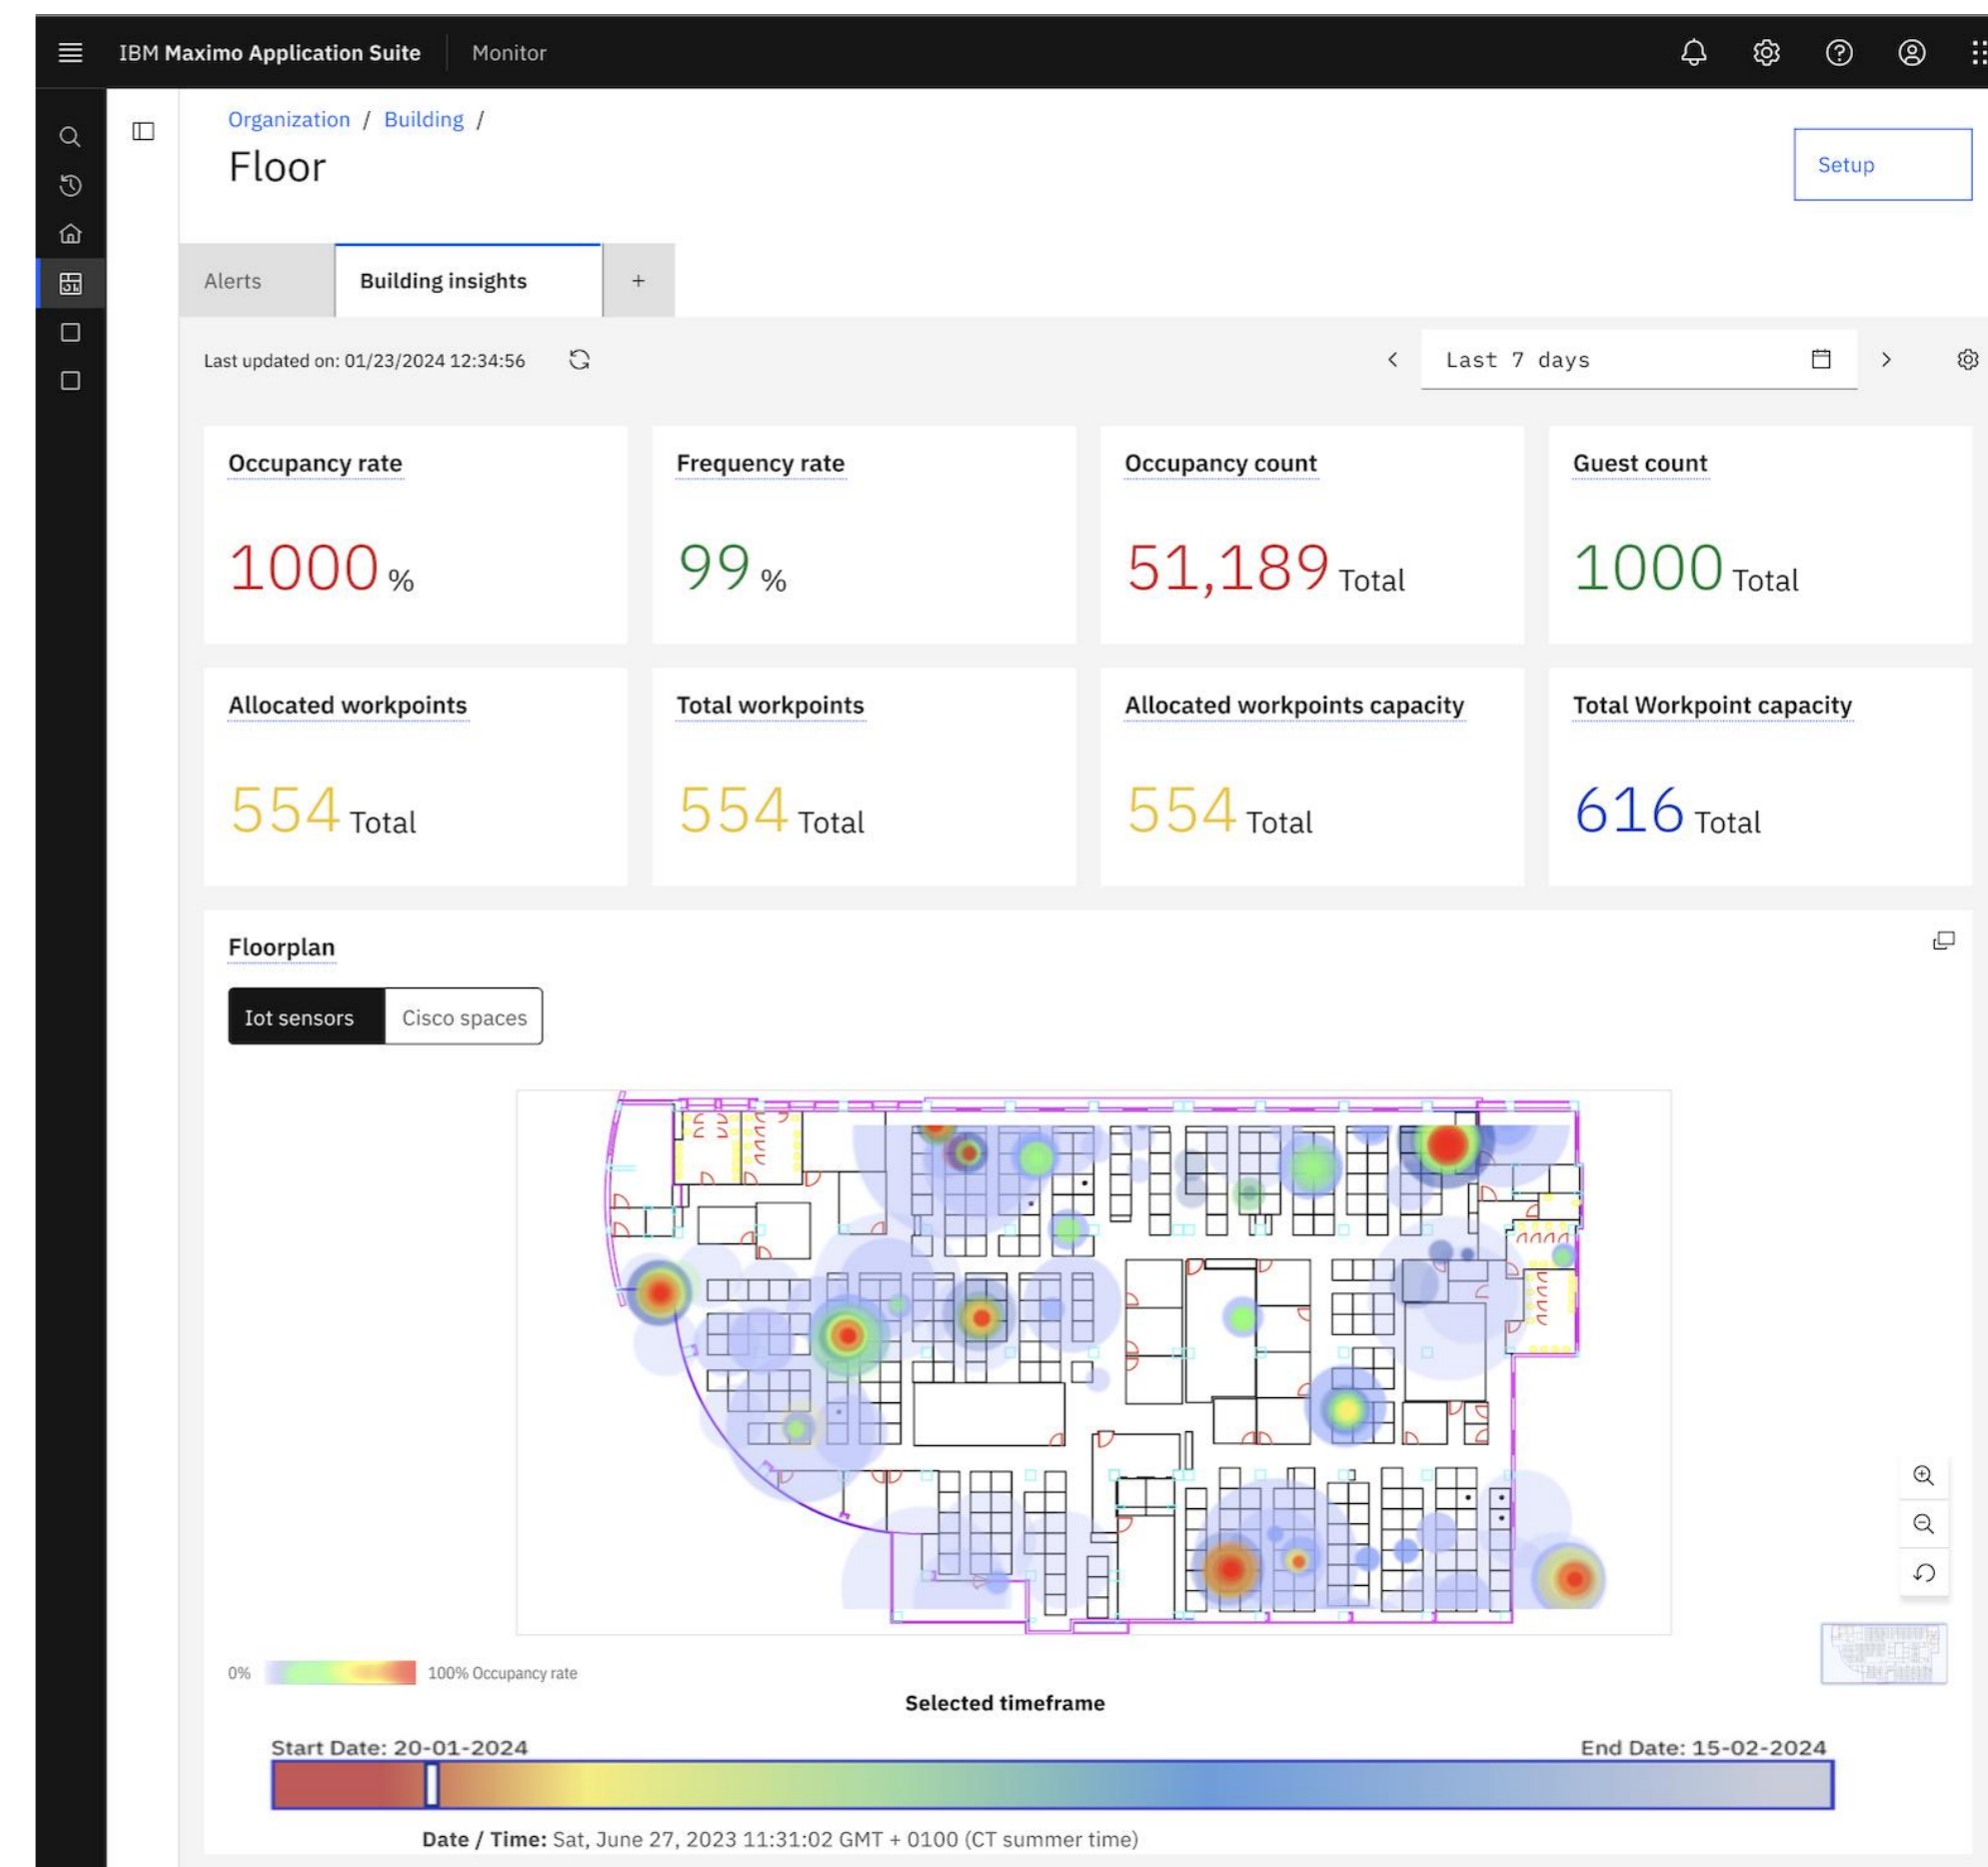 IBM Maximo Application Suite Monitor
Organization / Building /
Floor
Setup
Alerts Building insights +
Last updated on: 01/23/2024 12:34:56
Last 7 days
Occupancy rate
1000 %
Frequency rate
99 %
Occupancy count
51,189 Total
Guest count
1000 Total
Allocated workpoints
554 Total
Total workpoints
554 Total
Allocated workpoints capacity
554 Total
Total Workpoint capacity
616 Total
Floorplan
Iot sensors Cisco spaces
0% 100% Occupancy rate
Selected timeframe
Start Date: 20-01-2024 End Date: 15-02-2024
Date / Time: Sat, June 27, 2023 11:31:02 GMT + 0100 (CT summer time)